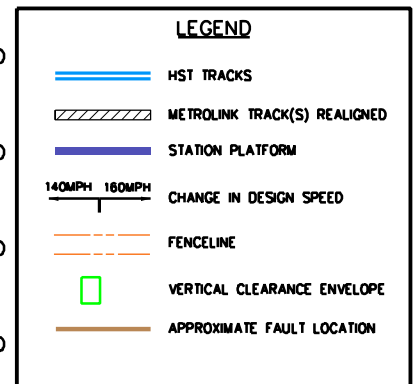 LEGEND
HST TRACKS
METROLINK TRACK(S) REALIGNED
STATION PLATFORM
140MPH 160MPH
CHANGE IN DESIGN SPEED
FENCELINE
VERTICAL CLEARANCE ENVELOPE
APPROXIMATE FAULT LOCATION